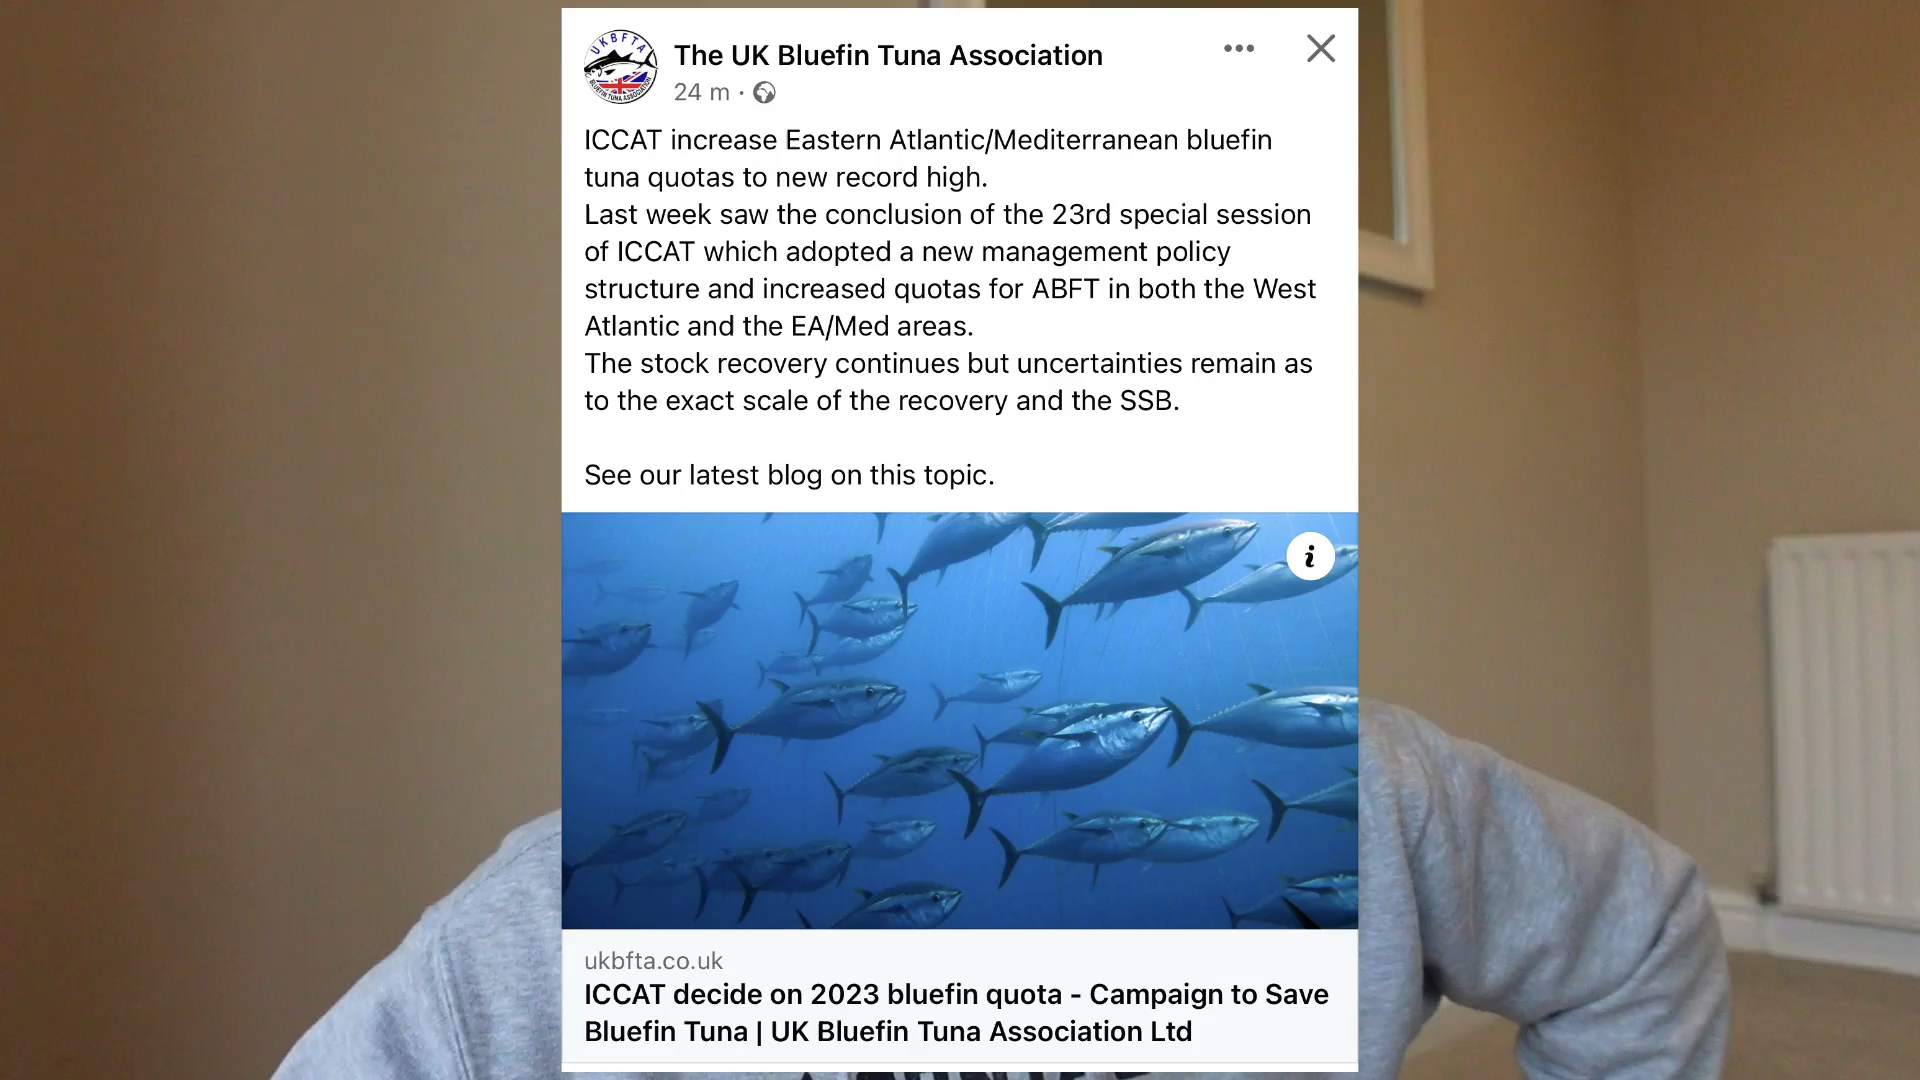 UKBFTA
BLUEFIN TUNA ASSOCIATION
The UK Bluefin Tuna Association
24 m ·
ICCAT increase Eastern Atlantic/Mediterranean bluefin
tuna quotas to new record high.
Last week saw the conclusion of the 23rd special session
of ICCAT which adopted a new management policy
structure and increased quotas for ABFT in both the West
Atlantic and the EA/Med areas.
The stock recovery continues but uncertainties remain as
to the exact scale of the recovery and the SSB.
See our latest blog on this topic.
i
ukbfta.co.uk
ICCAT decide on 2023 bluefin quota - Campaign to Save
Bluefin Tuna | UK Bluefin Tuna Association Ltd